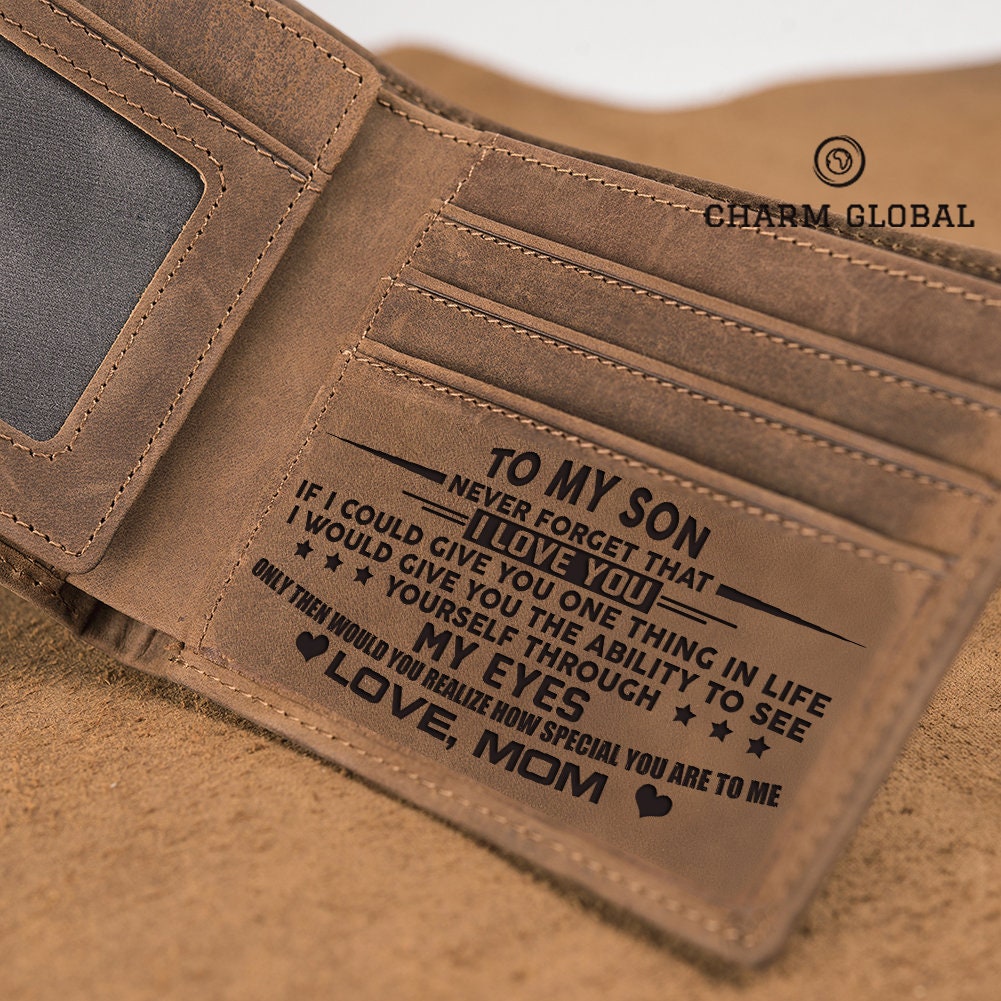 CHARM GLOBAL
TO MY SON
NEVER FORGET THAT
I LOVE YOU
IF I COULD GIVE YOU ONE THING IN LIFE
I WOULD GIVE YOU THE ABILITY TO SEE
YOURSELF THROUGH
MY EYES
ONLY THEN WOULD YOU REALIZE HOW SPECIAL YOU ARE TO ME
LOVE, MOM